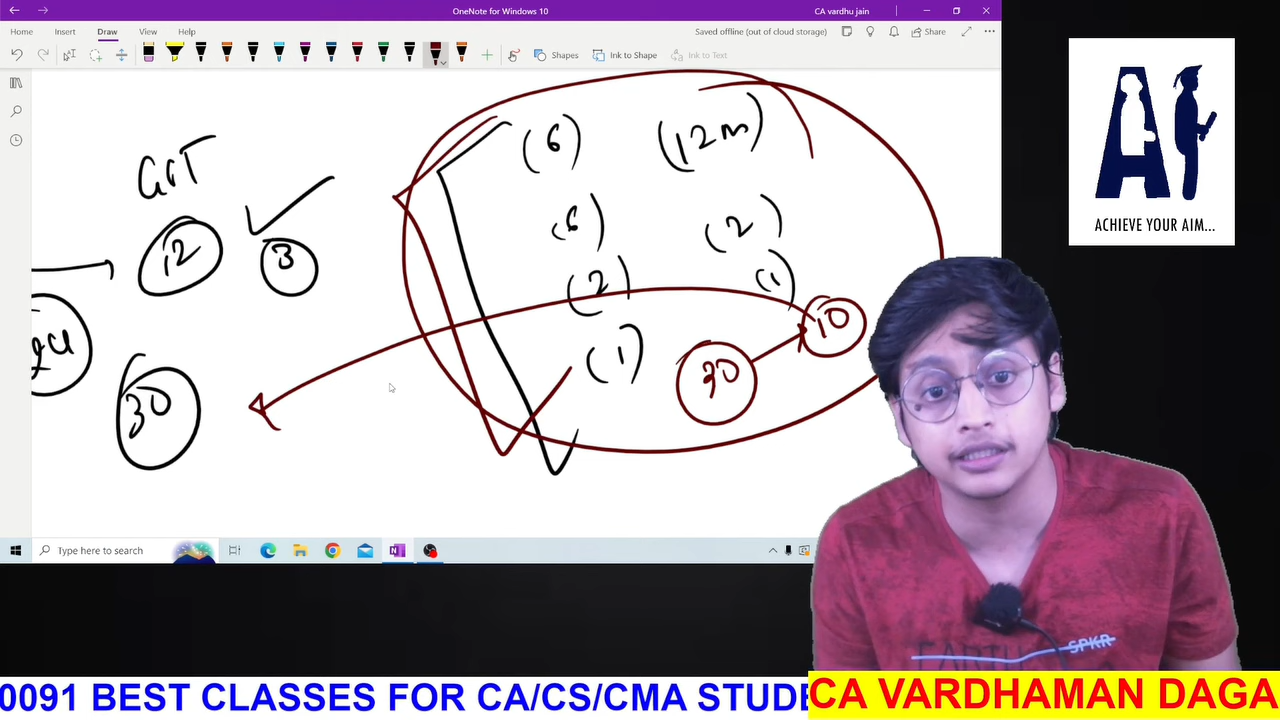 OneNote for Windows 10
CA vardhu jain
Home Insert Draw View Help
Saved offline (out of cloud storage)
Share
Shapes
Ink to Shape
Ink to Text
GST
(6) (12m)
12 3
(6) (2)
(2) (1)
10
(1)
30
30
Type here to search
ACHIEVE YOUR AIM...
SPKR
0091 BEST CLASSES FOR CA/CS/CMA STUDE
CA VARDHAMAN DAGA